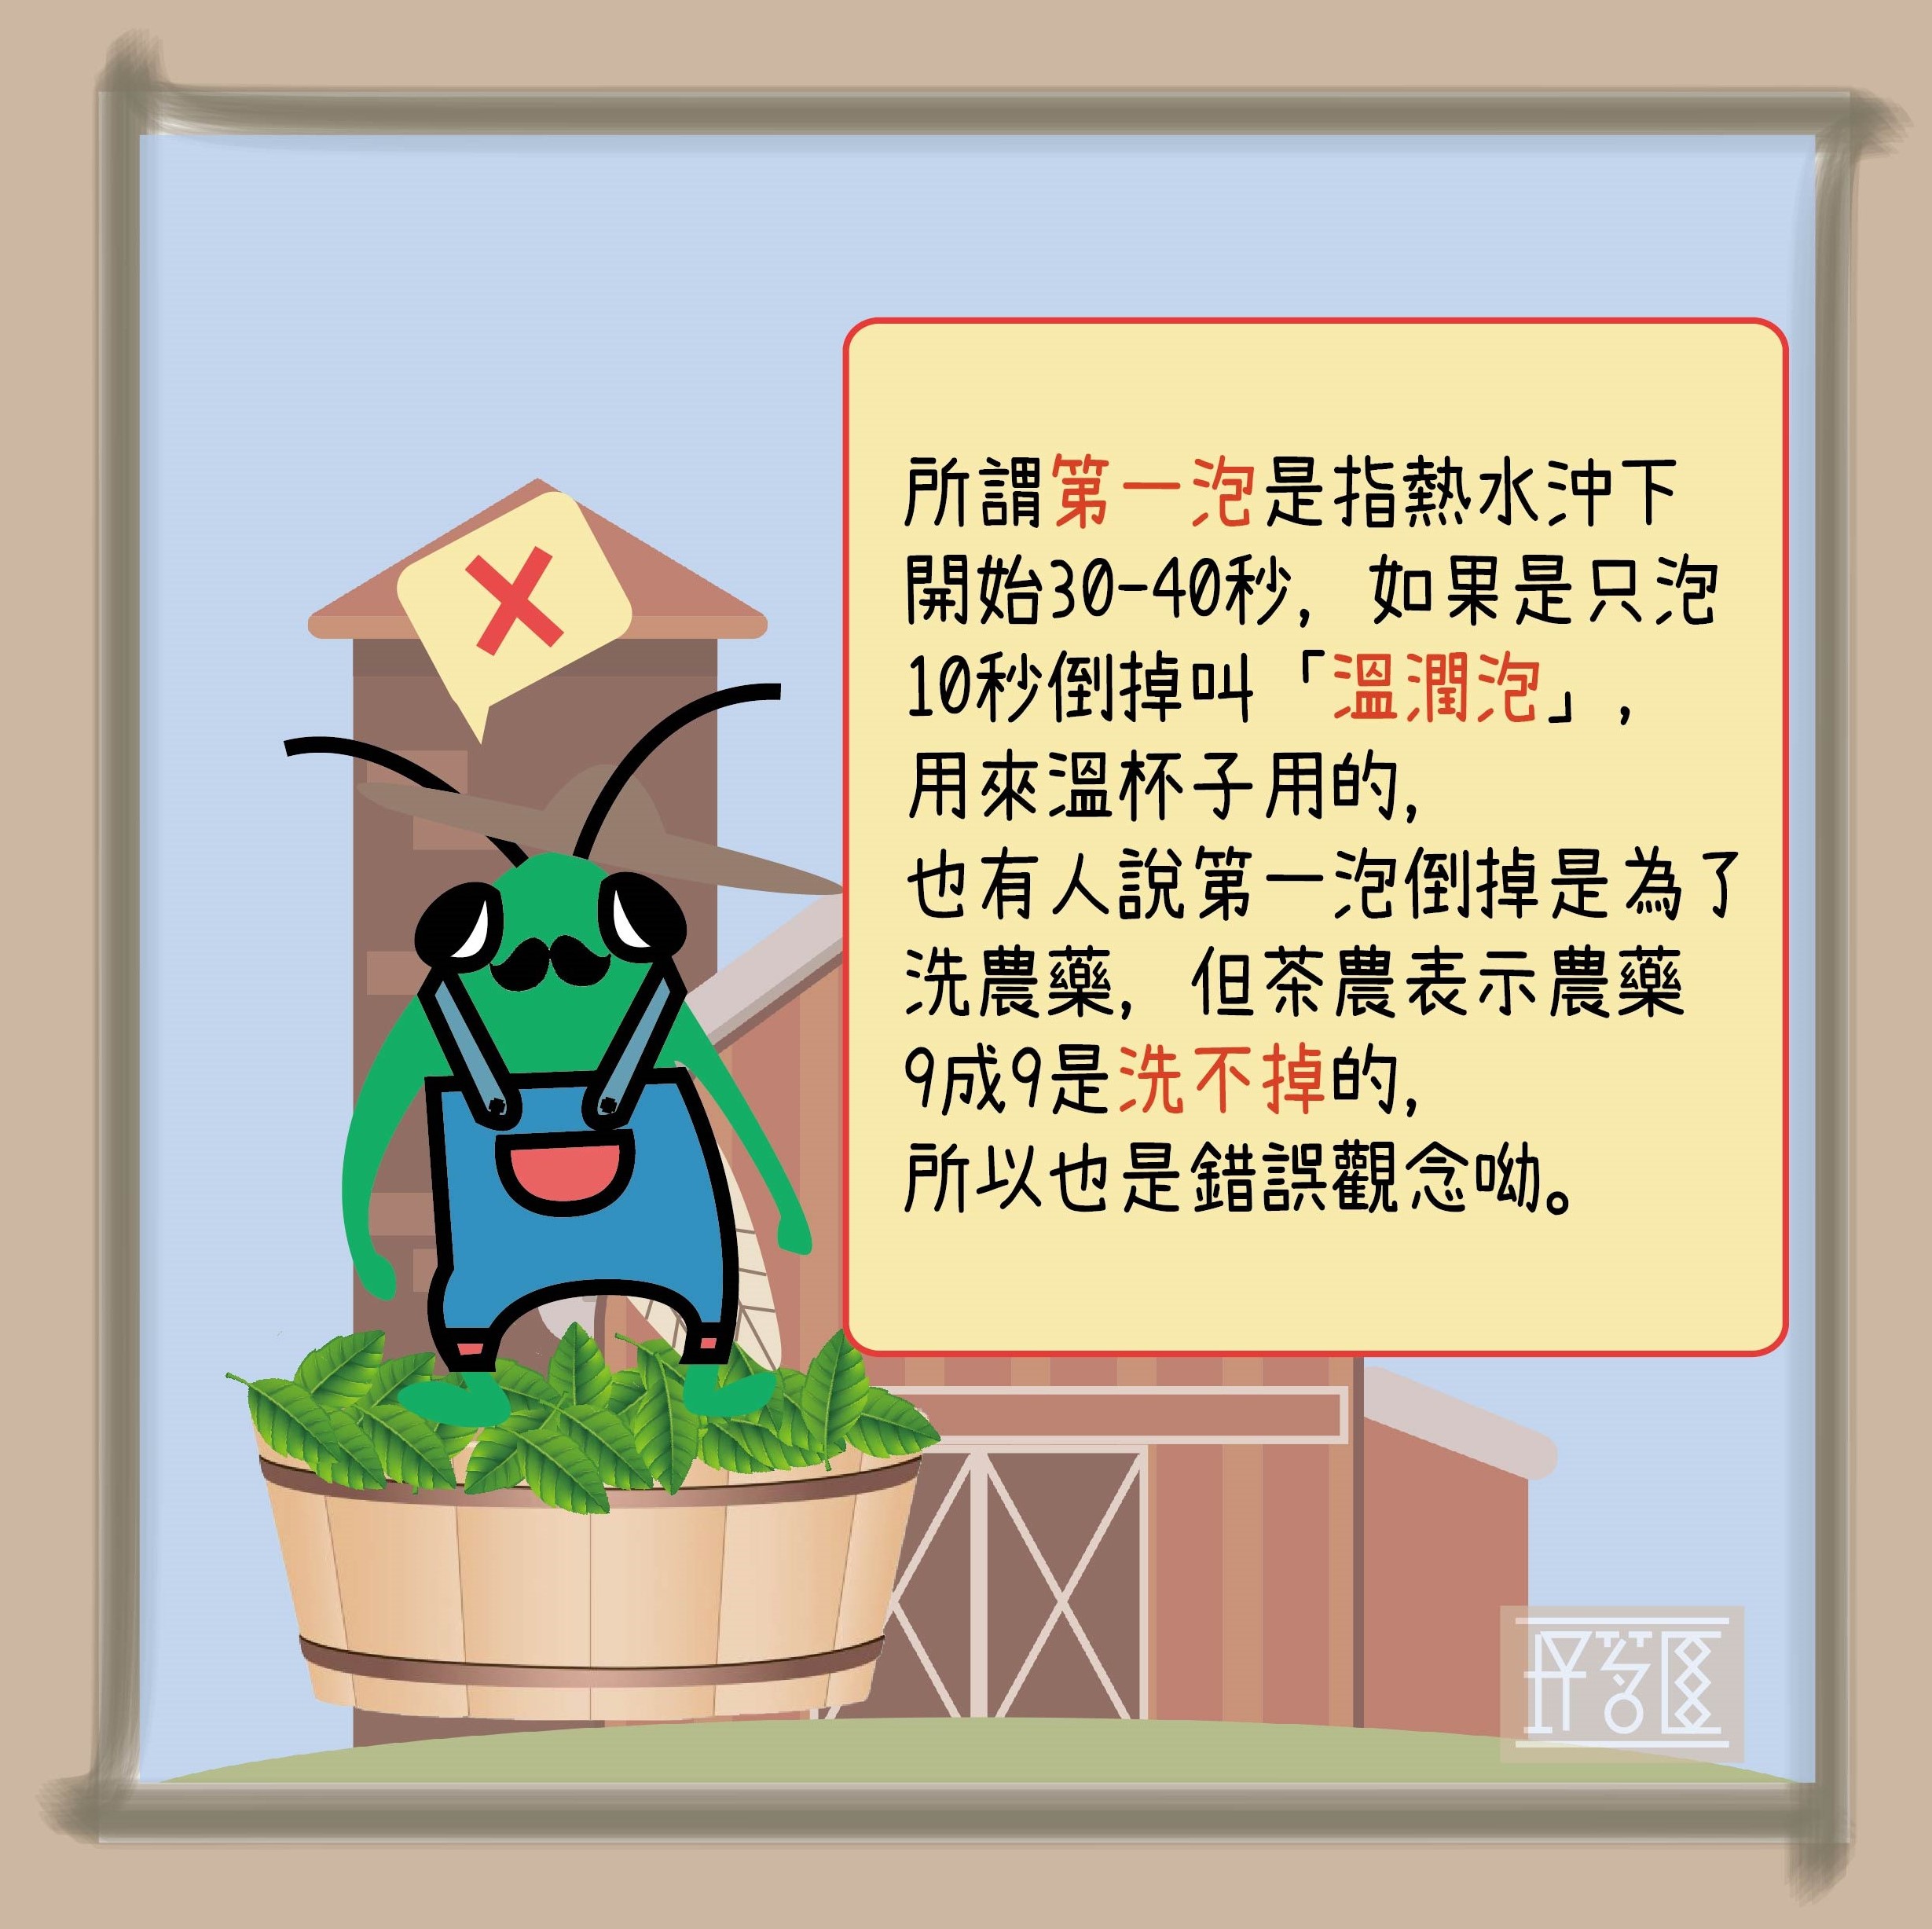 所謂第一泡是指熱水沖下
開始30-40秒, 如果是只泡
10秒倒掉叫「溫潤泡」,
用來溫杯子用的,
也有人說第一泡倒掉是為了
洗農藥, 但茶農表示農藥
9成9是洗不掉的,
所以也是錯誤觀念呦。